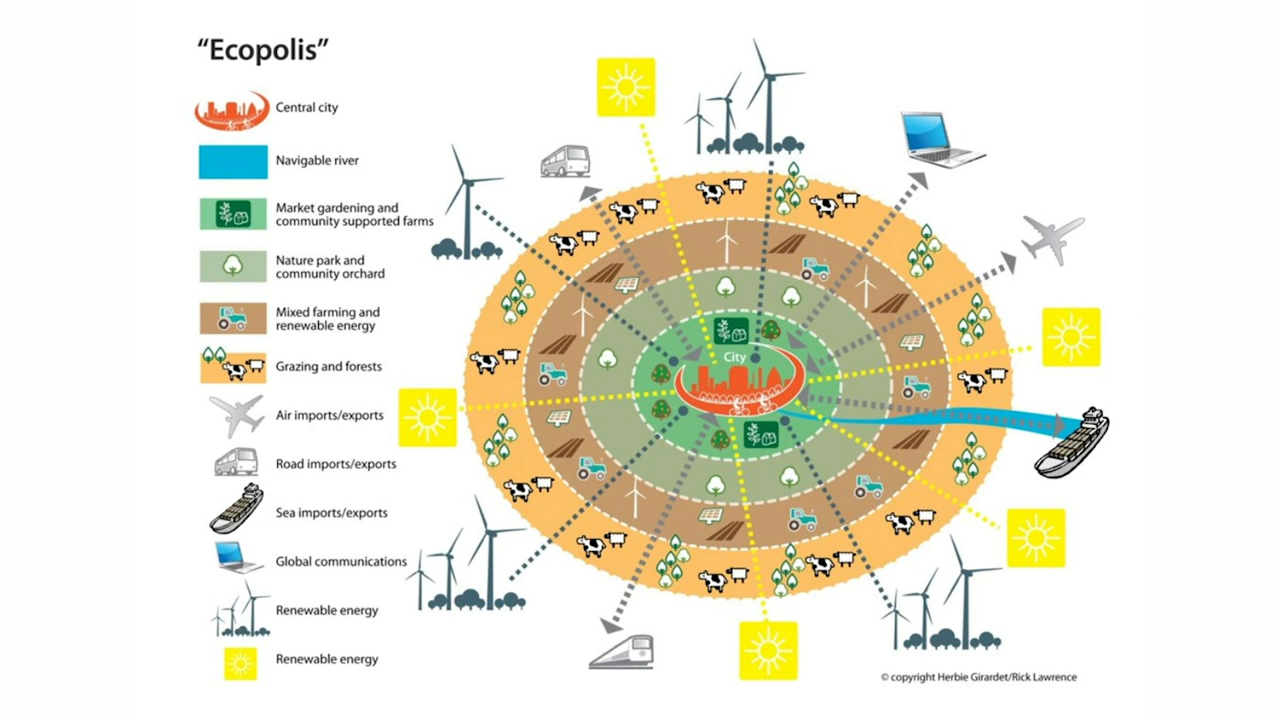 “Ecopolis”
Central city
Navigable river
Market gardening and
community supported farms
Nature park and
community orchard
Mixed farming and
renewable energy
Grazing and forests
Air imports/exports
Road imports/exports
Sea imports/exports
Global communications
Renewable energy
Renewable energy
City
© copyright Herbie Girardet/Rick Lawrence